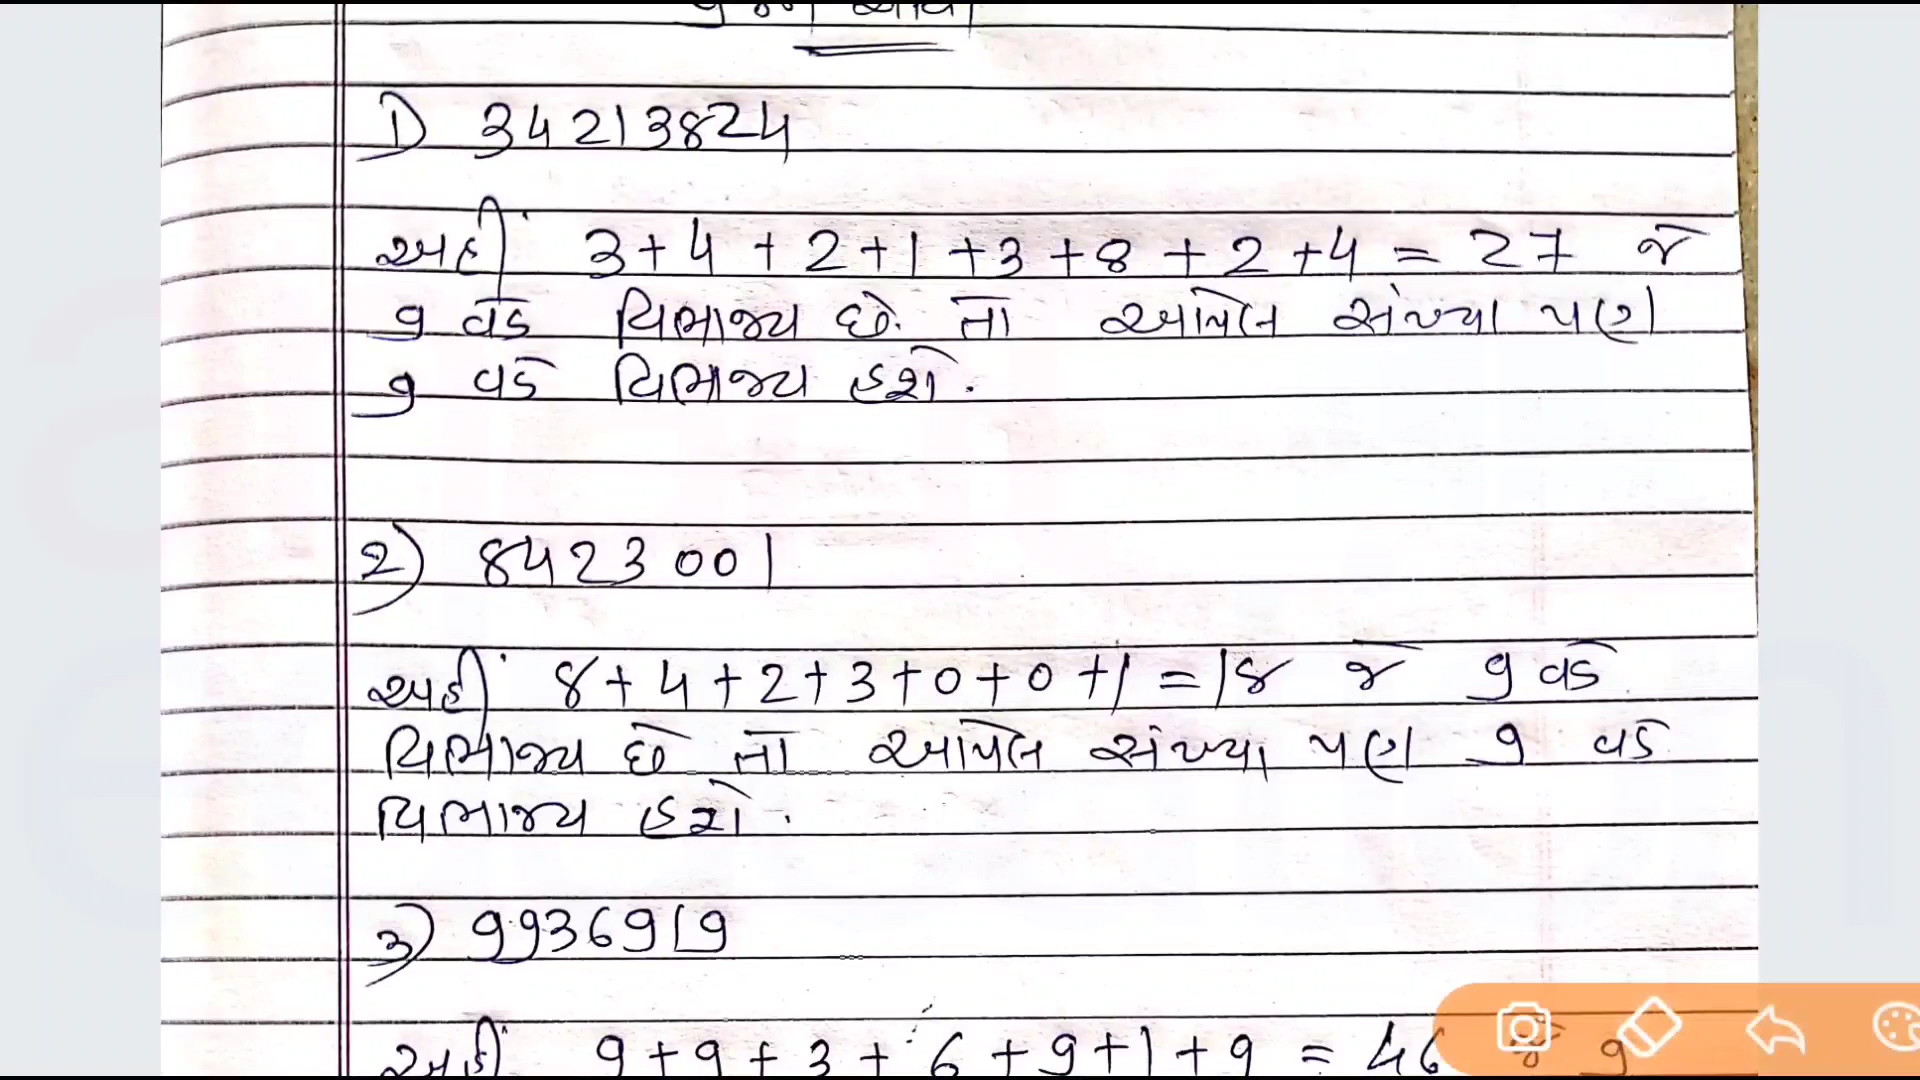 1) 34213824
અહીં 3+4+2+1+3+8+2+4 = 27 જે
9 વડે વિભાજ્ય છે. તો આપેલ સંખ્યા પણ
9 વડે વિભાજ્ય હશે.
2) 8423001
અહીં 8+4+2+3+0+0+1 = 18 જે 9 વડે
વિભાજ્ય છે તો આપેલ સંખ્યા પણ 9 વડે
વિભાજ્ય હશે.
3) 9936919
અહીં 9+9+3+6+9+1+9 = 46 જે 9